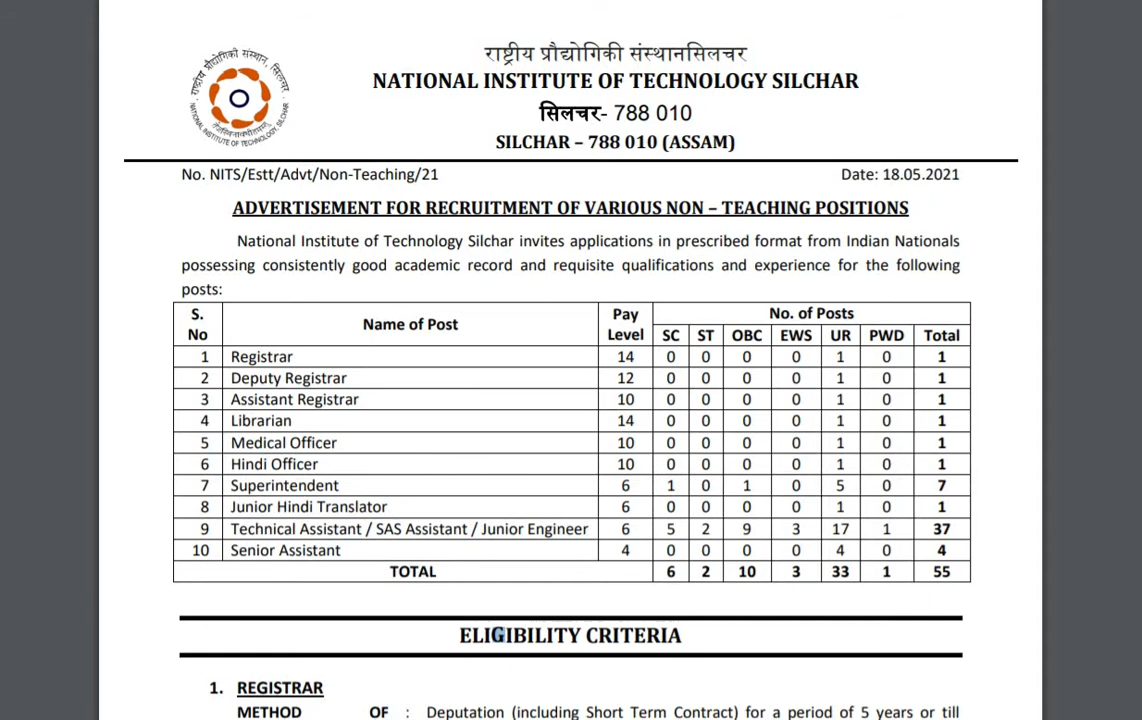 राष्ट्रीय प्रौद्योगिकी संस्थानसिलचर
NATIONAL INSTITUTE OF TECHNOLOGY SILCHAR
सिलचर- 788 010
SILCHAR – 788 010 (ASSAM)
राष्ट्रीय प्रौद्योगिकी संस्थान, सिलचर
NATIONAL INSTITUTE OF TECHNOLOGY, SILCHAR
No. NITS/Estt/Advt/Non-Teaching/21 Date: 18.05.2021
ADVERTISEMENT FOR RECRUITMENT OF VARIOUS NON – TEACHING POSITIONS
National Institute of Technology Silchar invites applications in prescribed format from Indian Nationals
possessing consistently good academic record and requisite qualifications and experience for the following
posts:
S. No Name of Post Pay Level No. of Posts
SC ST OBC EWS UR PWD Total
1 Registrar 14 0 0 0 0 1 0 1
2 Deputy Registrar 12 0 0 0 0 1 0 1
3 Assistant Registrar 10 0 0 0 0 1 0 1
4 Librarian 14 0 0 0 0 1 0 1
5 Medical Officer 10 0 0 0 0 1 0 1
6 Hindi Officer 10 0 0 0 0 1 0 1
7 Superintendent 6 1 0 1 0 5 0 7
8 Junior Hindi Translator 6 0 0 0 0 1 0 1
9 Technical Assistant / SAS Assistant / Junior Engineer 6 5 2 9 3 17 1 37
10 Senior Assistant 4 0 0 0 0 4 0 4
TOTAL 6 2 10 3 33 1 55
ELIGIBILITY CRITERIA
1. REGISTRAR
METHOD OF : Deputation (including Short Term Contract) for a period of 5 years or till